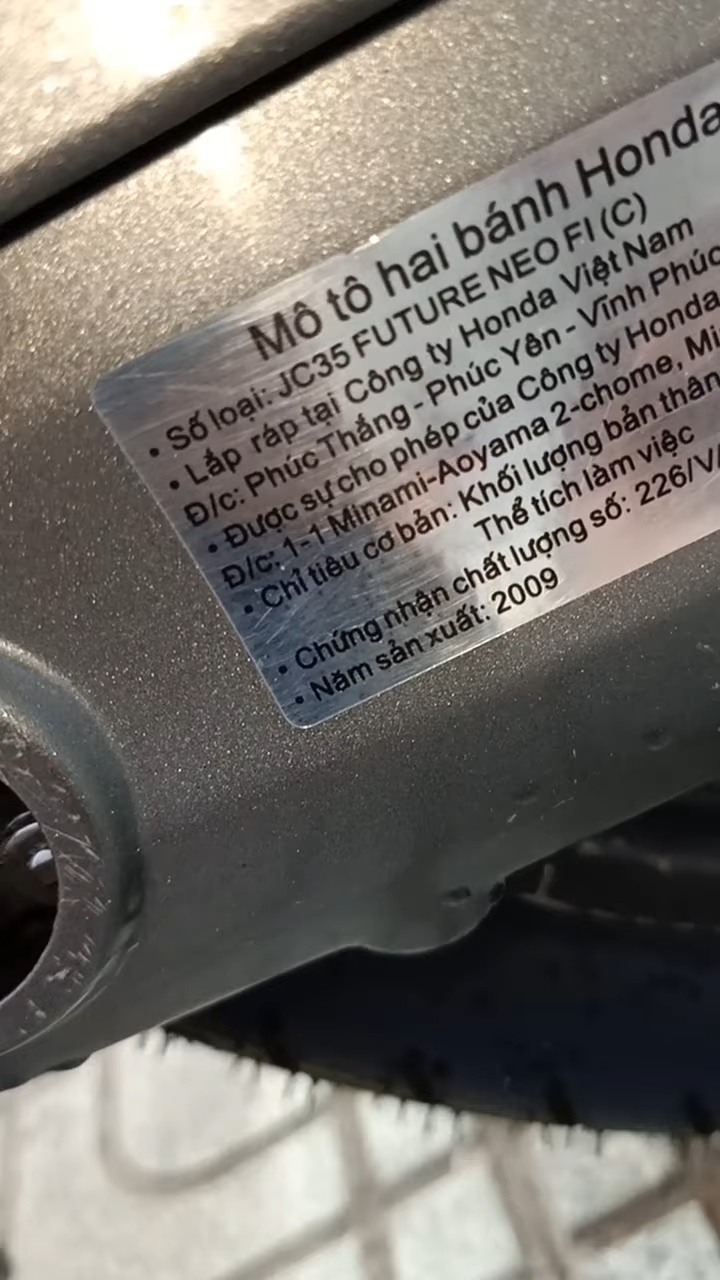 Mô tô hai bánh Honda
• Số loại: JC35 FUTURE NEO FI (C)
• Lắp ráp tại Công ty Honda Việt Nam
Đ/c: Phúc Thắng - Phúc Yên - Vĩnh Phúc
• Được sự cho phép của Công ty Honda
Đ/c: 1-1 Minami-Aoyama 2-chome, Mi
• Chỉ tiêu cơ bản: Khối lượng bản thân
Thể tích làm việc
• Chứng nhận chất lượng số: 226/V
• Năm sản xuất: 2009